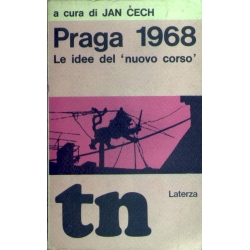 a cura di JAN ČECH
Praga 1968
Le idee del 'nuovo corso'
Laterza
tn